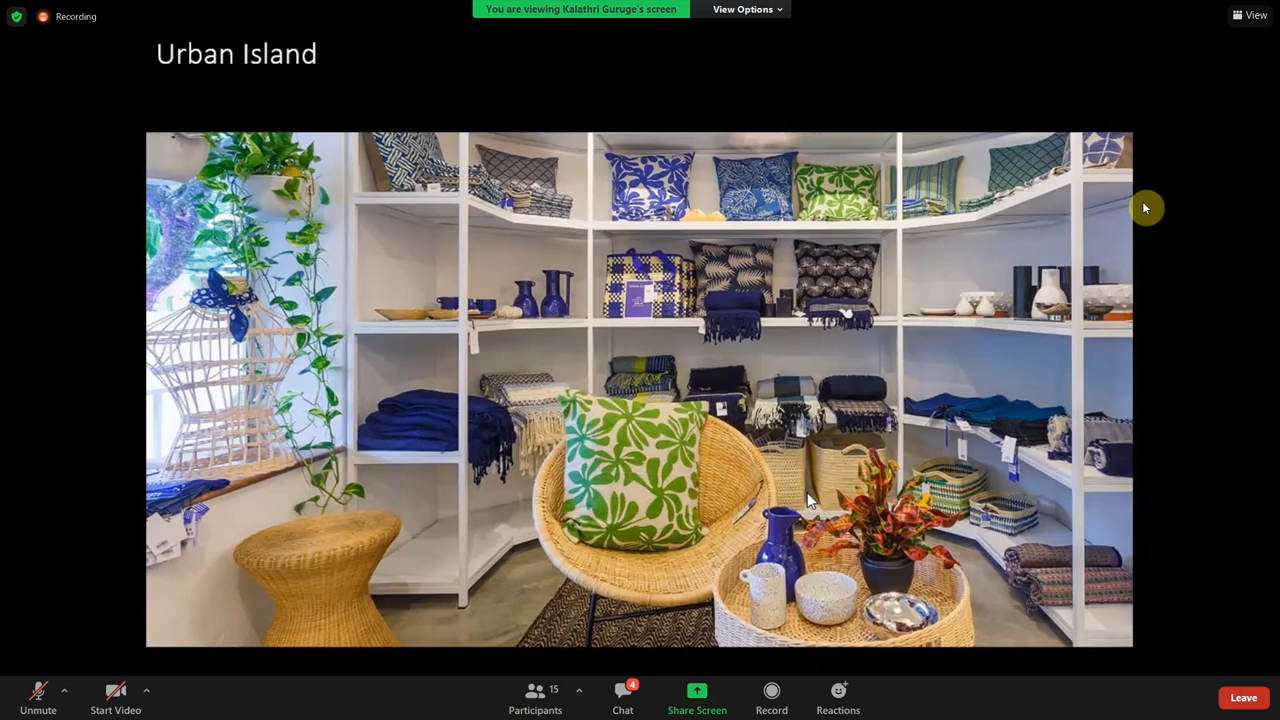 Recording
You are viewing Kalathri Guruge's screen
View Options
View
Urban Island
Unmute
Start Video
15
Participants
4
Chat
Share Screen
Record
Reactions
Leave